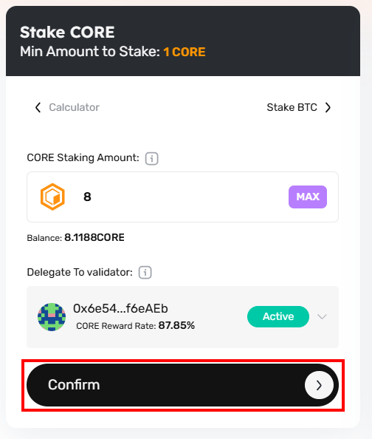 Stake CORE
Min Amount to Stake: 1 CORE
Calculator Stake BTC
CORE Staking Amount:
8 MAX
Balance: 8.1188CORE
Delegate To validator:
0x6e54...f6eAEb
CORE Reward Rate: 87.85%
Active
Confirm